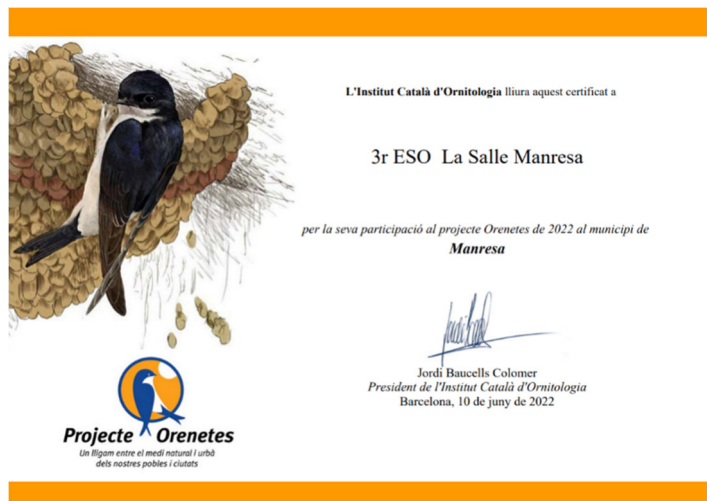 L'Institut Català d'Ornitologia lliura aquest certificat a
3r ESO La Salle Manresa
per la seva participació al projecte Orenetes de 2022 al municipi de
Manresa
Jordi Baucells Colomer
President de l'Institut Català d'Ornitologia
Barcelona, 10 de juny de 2022
Projecte Orenetes
Un lligam entre el medi natural i urbà
dels nostres pobles i ciutats